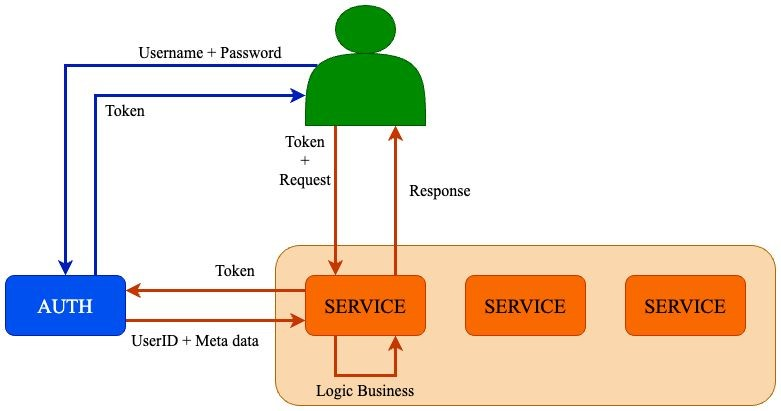 Username + Password
Token
Token
+
Request
Response
Token
AUTH
SERVICE
SERVICE
SERVICE
UserID + Meta data
Logic Business